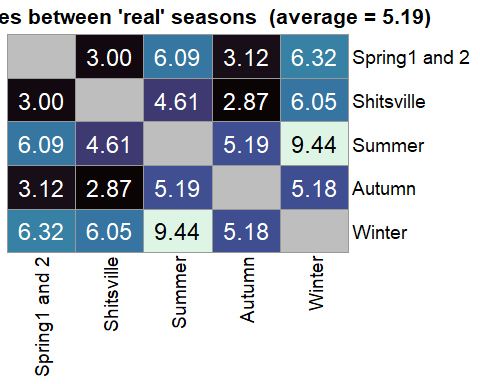 es between 'real' seasons (average = 5.19)
3.00 6.09 3.12 6.32 Spring1 and 2
3.00 4.61 2.87 6.05 Shitsville
6.09 4.61 5.19 9.44 Summer
3.12 2.87 5.19 5.18 Autumn
6.32 6.05 9.44 5.18 Winter
Spring1 and 2
Shitsville
Summer
Autumn
Winter